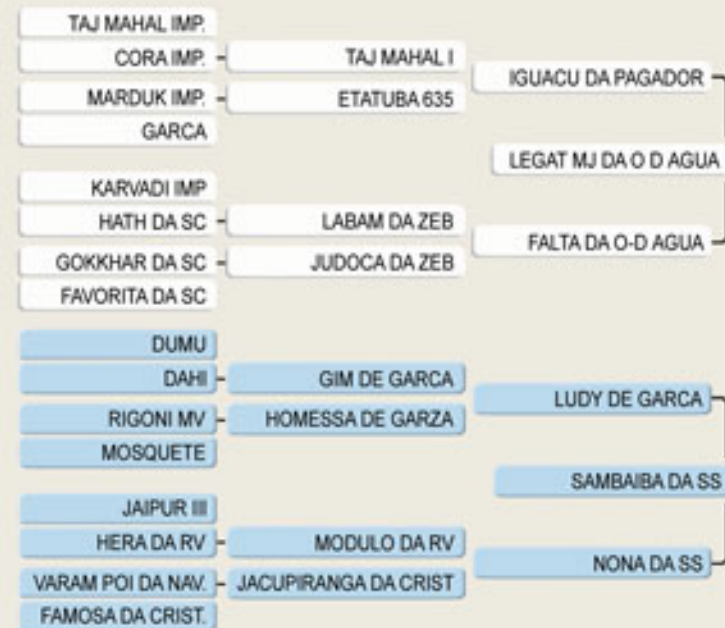 TAJ MAHAL IMP.
CORA IMP.
TAJ MAHAL I
IGUACU DA PAGADOR
MARDUK IMP.
ETATUBA 635
GARCA
LEGAT MJ DA O D AGUA
KARVADI IMP
HATH DA SC
LABAM DA ZEB
FALTA DA O-D AGUA
GOKKHAR DA SC
JUDOCA DA ZEB
FAVORITA DA SC
DUMU
DAHI
GIM DE GARCA
LUDY DE GARCA
RIGONI MV
HOMESSA DE GARZA
MOSQUETE
SAMBAIBA DA SS
JAIPUR III
HERA DA RV
MODULO DA RV
NONA DA SS
VARAM POI DA NAV.
JACUPIRANGA DA CRIST
FAMOSA DA CRIST.